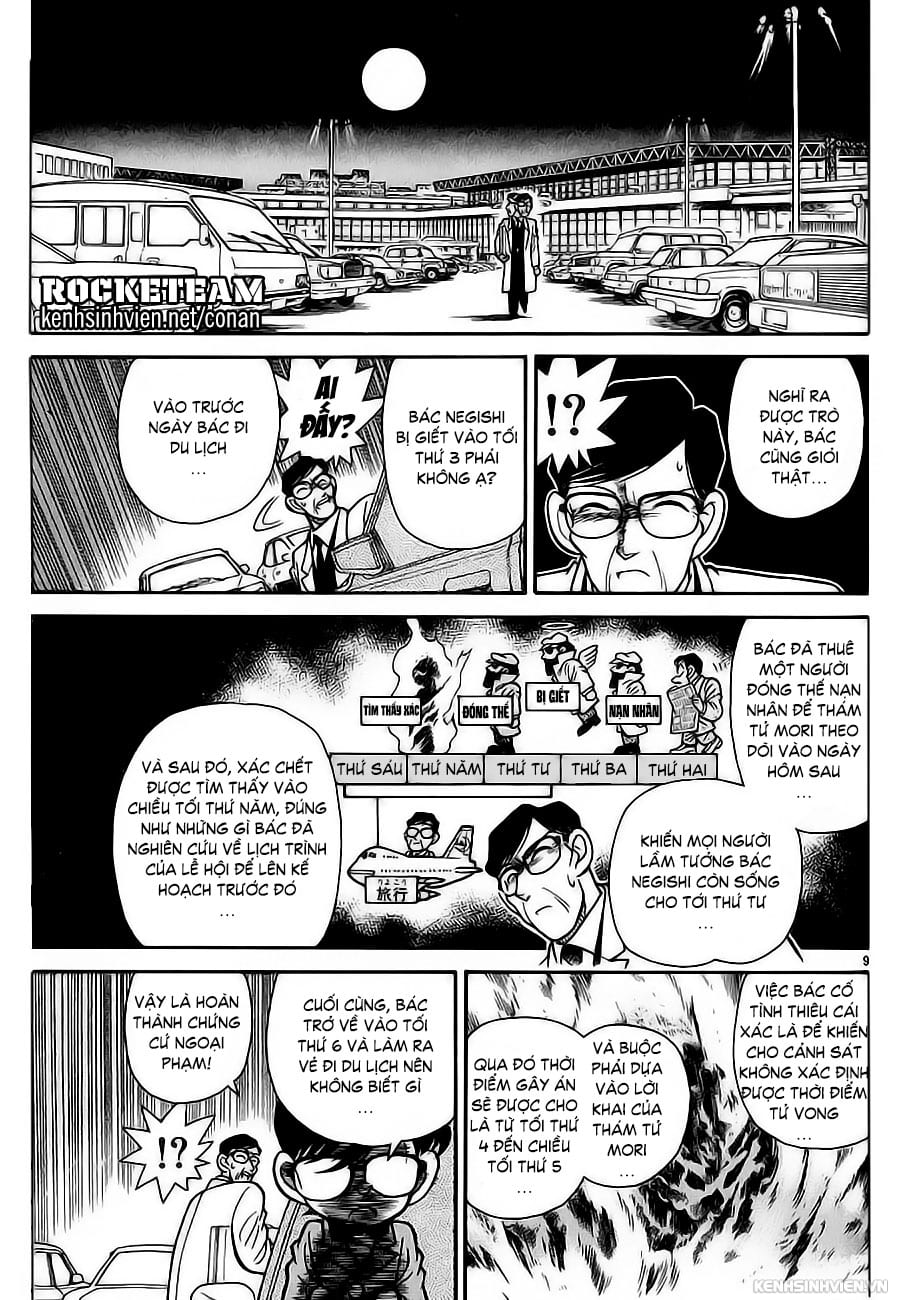 ROCKETEAM
kenhsinhvien.net/conan
NGHĨ RA
ĐƯỢC TRÒ
NÀY, BÁC
CŨNG GIỎI
THẬT...
!?
BÁC NEGISHI
BỊ GIẾT VÀO TỐI
THỨ 3 PHẢI
KHÔNG Ạ?
AI
ĐẤY?
VÀO TRƯỚC
NGÀY BÁC ĐI
DU LỊCH
...
BÁC ĐÃ THUÊ
MỘT NGƯỜI
ĐÓNG THẾ NẠN
NHÂN ĐỂ THÁM
TỬ MORI THEO
DÕI VÀO NGÀY
HÔM SAU
...
KHIẾN MỌI NGƯỜI
LẦM TƯỞNG BÁC
NEGISHI CÒN SỐNG
CHO TỚI THỨ TƯ
...
TÌM THẤY XÁC
ĐÓNG THẾ
BỊ GIẾT
NẠN NHÂN
THỨ SÁU
THỨ NĂM
THỨ TƯ
THỨ BA
THỨ HAI
りょこう
旅行
VÀ SAU ĐÓ, XÁC CHẾT
ĐƯỢC TÌM THẤY VÀO
CHIỀU TỐI THỨ NĂM, ĐÚNG
NHƯ NHỮNG GÌ BÁC ĐÃ
NGHIÊN CỨU VỀ LỊCH TRÌNH
CỦA LỄ HỘI ĐỂ LÊN KẾ
HOẠCH TRƯỚC ĐÓ
...
9
VIỆC BÁC CỐ
TÌNH THIÊU CÁI
XÁC LÀ ĐỂ KHIẾN
CHO CẢNH SÁT
KHÔNG XÁC ĐỊNH
ĐƯỢC THỜI ĐIỂM
TỬ VONG
...
VÀ BUỘC
PHẢI DỰA
VÀO LỜI
KHAI CỦA
THÁM TỬ
MORI
...
QUA ĐÓ THỜI
ĐIỂM GÂY ÁN
SẼ ĐƯỢC CHO
LÀ TỪ TỐI THỨ
4 ĐẾN CHIỀU
TỐI THỨ 5
...
CUỐI CÙNG, BÁC
TRỞ VỀ VÀO TỐI
THỨ 6 VÀ LÀM RA
VẺ ĐI DU LỊCH NÊN
KHÔNG BIẾT GÌ
...
VẬY LÀ HOÀN
THÀNH CHỨNG
CỨ NGOẠI
PHẠM!
!?
KENHSINHVIEN.VN